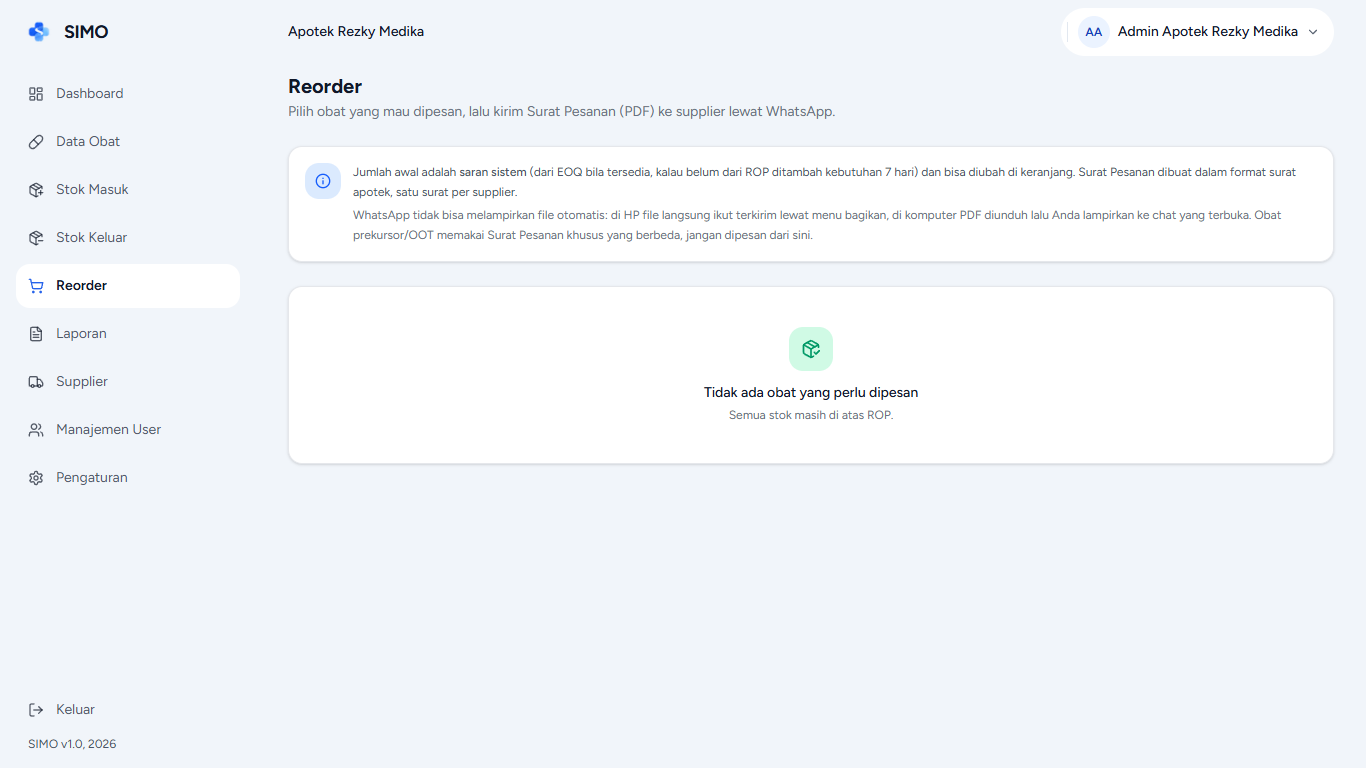 SIMO
Apotek Rezky Medika
AA
Admin Apotek Rezky Medika
Dashboard
Data Obat
Stok Masuk
Stok Keluar
Reorder
Laporan
Supplier
Manajemen User
Pengaturan
Keluar
SIMO v1.0, 2026
Reorder
Pilih obat yang mau dipesan, lalu kirim Surat Pesanan (PDF) ke supplier lewat WhatsApp.
Jumlah awal adalah saran sistem (dari EOQ bila tersedia, kalau belum dari ROP ditambah kebutuhan 7 hari) dan bisa diubah di keranjang. Surat Pesanan dibuat dalam format surat
apotek, satu surat per supplier.
WhatsApp tidak bisa melampirkan file otomatis: di HP file langsung ikut terkirim lewat menu bagikan, di komputer PDF diunduh lalu Anda lampirkan ke chat yang terbuka. Obat
prekursor/OOT memakai Surat Pesanan khusus yang berbeda, jangan dipesan dari sini.
Tidak ada obat yang perlu dipesan
Semua stok masih di atas ROP.